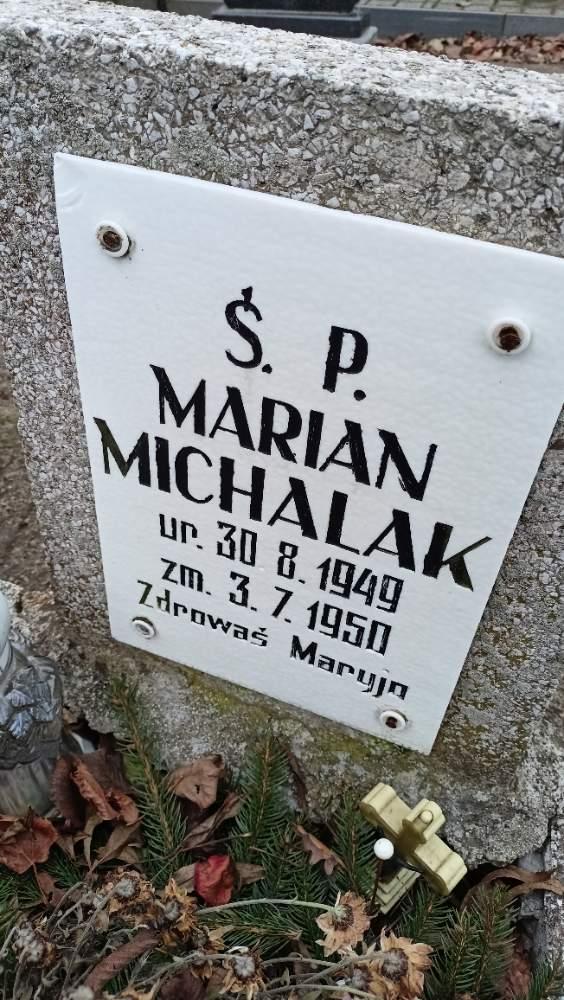 Ś. P.
MARIAN
MICHALAK
ur. 30. 8. 1949
zm. 3. 7. 1950
Zdrowaś Maryjo